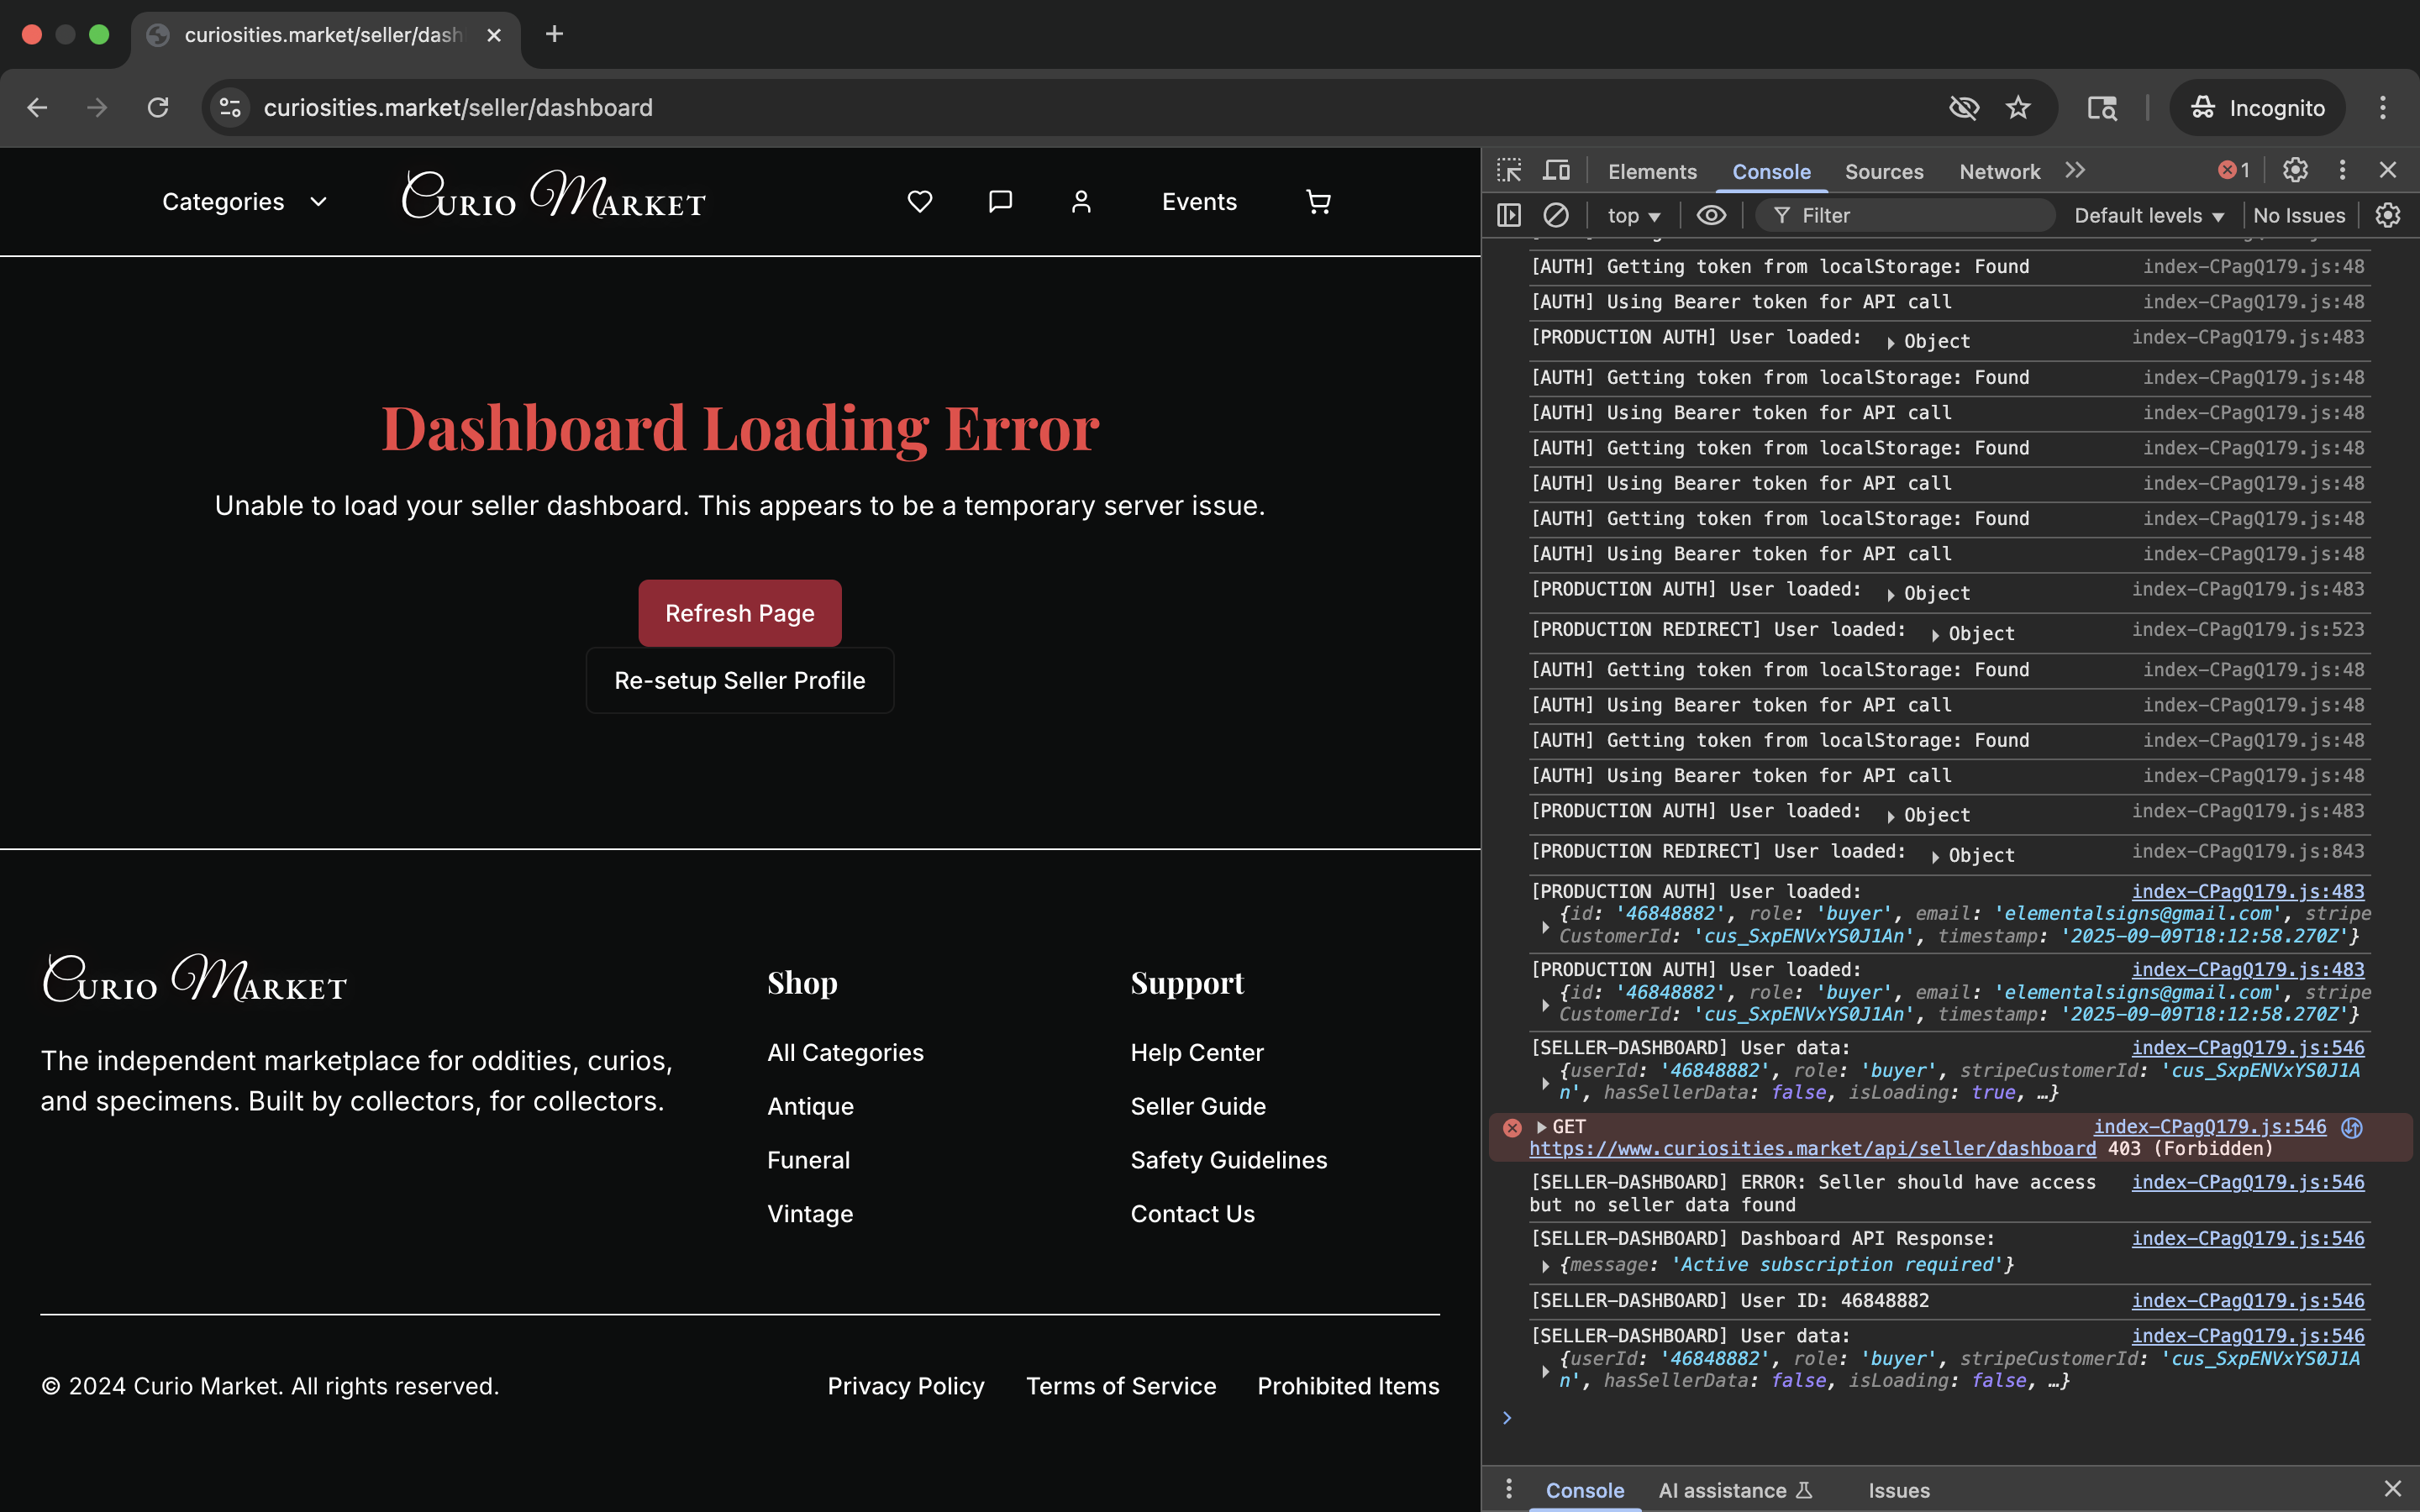 curiosities.market/seller/dash
curiosities.market/seller/dashboard
Incognito
Categories
Curio Market
Events
Dashboard Loading Error
Unable to load your seller dashboard. This appears to be a temporary server issue.
Refresh Page
Re-setup Seller Profile
Curio Market
The independent marketplace for oddities, curios,
and specimens. Built by collectors, for collectors.
Shop
All Categories
Antique
Funeral
Vintage
Support
Help Center
Seller Guide
Safety Guidelines
Contact Us
© 2024 Curio Market. All rights reserved.
Privacy Policy Terms of Service Prohibited Items
Elements Console Sources Network 1
top Filter Default levels No Issues
[AUTH] Getting token from localStorage: Found index-CPagQ179.js:48
[AUTH] Using Bearer token for API call index-CPagQ179.js:48
[PRODUCTION AUTH] User loaded: Object index-CPagQ179.js:483
[AUTH] Getting token from localStorage: Found index-CPagQ179.js:48
[AUTH] Using Bearer token for API call index-CPagQ179.js:48
[AUTH] Getting token from localStorage: Found index-CPagQ179.js:48
[AUTH] Using Bearer token for API call index-CPagQ179.js:48
[AUTH] Getting token from localStorage: Found index-CPagQ179.js:48
[AUTH] Using Bearer token for API call index-CPagQ179.js:48
[PRODUCTION AUTH] User loaded: Object index-CPagQ179.js:483
[PRODUCTION REDIRECT] User loaded: Object index-CPagQ179.js:523
[AUTH] Getting token from localStorage: Found index-CPagQ179.js:48
[AUTH] Using Bearer token for API call index-CPagQ179.js:48
[AUTH] Getting token from localStorage: Found index-CPagQ179.js:48
[AUTH] Using Bearer token for API call index-CPagQ179.js:48
[PRODUCTION AUTH] User loaded: Object index-CPagQ179.js:483
[PRODUCTION REDIRECT] User loaded: Object index-CPagQ179.js:843
[PRODUCTION AUTH] User loaded: index-CPagQ179.js:483
{id: '46848882', role: 'buyer', email: 'elementalsigns@gmail.com', stripe
CustomerId: 'cus_SxpENVxYS0J1An', timestamp: '2025-09-09T18:12:58.270Z'}
[PRODUCTION AUTH] User loaded: index-CPagQ179.js:483
{id: '46848882', role: 'buyer', email: 'elementalsigns@gmail.com', stripe
CustomerId: 'cus_SxpENVxYS0J1An', timestamp: '2025-09-09T18:12:58.270Z'}
[SELLER-DASHBOARD] User data: index-CPagQ179.js:546
{userId: '46848882', role: 'buyer', stripeCustomerId: 'cus_SxpENVxYS0J1A
n', hasSellerData: false, isLoading: true, …}
GET index-CPagQ179.js:546
https://www.curiosities.market/api/seller/dashboard 403 (Forbidden)
[SELLER-DASHBOARD] ERROR: Seller should have access index-CPagQ179.js:546
but no seller data found
[SELLER-DASHBOARD] Dashboard API Response: index-CPagQ179.js:546
{message: 'Active subscription required'}
[SELLER-DASHBOARD] User ID: 46848882 index-CPagQ179.js:546
[SELLER-DASHBOARD] User data: index-CPagQ179.js:546
{userId: '46848882', role: 'buyer', stripeCustomerId: 'cus_SxpENVxYS0J1A
n', hasSellerData: false, isLoading: false, …}
Console AI assistance Issues